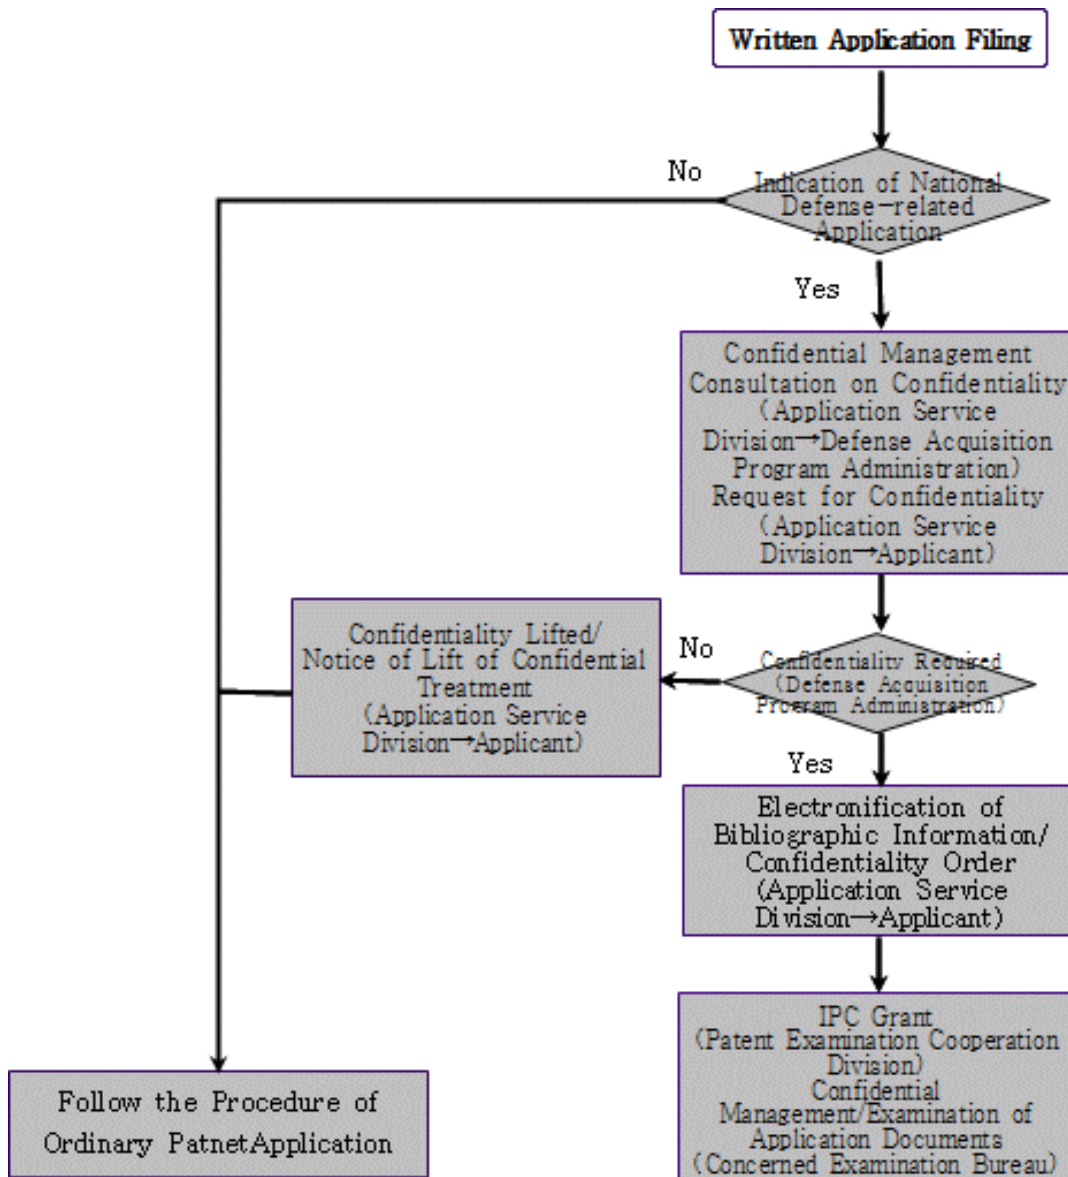 Written Application Filing
No
Indication of National
Defense-related
Application
Yes
Confidential Management
Consultation on Confidentiality
(Application Service
Division→Defense Acquisition
Program Administration)
Request for Confidentiality
(Application Service
Division→Applicant)
Confidentiality Lifted/
Notice of Lift of Confidential
Treatment
(Application Service
Division→Applicant)
No
Confidentiality Required
(Defense Acquisition
Program Administration)
Yes
Electronification of
Bibliographic Information/
Confidentiality Order
(Application Service
Division→Applicant)
IPC Grant
(Patent Examination Cooperation
Division)
Confidential
Management/Examination of
Application Documents
(Concerned Examination Bureau)
Follow the Procedure of
Ordinary PatnetApplication